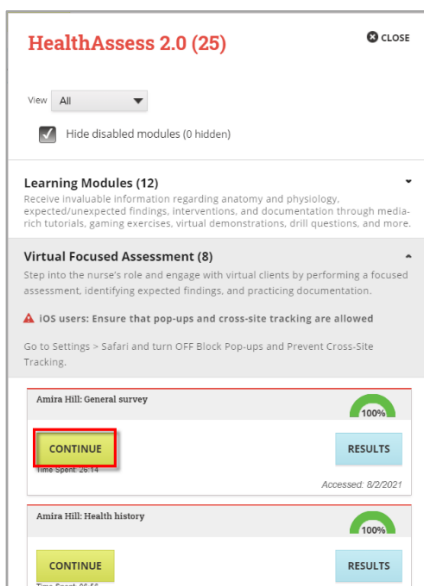 HealthAssess 2.0 (25)
CLOSE
View All
Hide disabled modules (0 hidden)
Learning Modules (12)
Receive invaluable information regarding anatomy and physiology,
expected/unexpected findings, interventions, and documentation through media-
rich tutorials, gaming exercises, virtual demonstrations, drill questions, and more.
Virtual Focused Assessment (8)
Step into the nurse's role and engage with virtual clients by performing a focused
assessment, identifying expected findings, and practicing documentation.
iOS users: Ensure that pop-ups and cross-site tracking are allowed
Go to Settings > Safari and turn OFF Block Pop-ups and Prevent Cross-Site
Tracking.
Amira Hill: General survey
100%
CONTINUE
RESULTS
Time Spent: 26:14
Accessed: 8/2/2021
Amira Hill: Health history
100%
CONTINUE
RESULTS